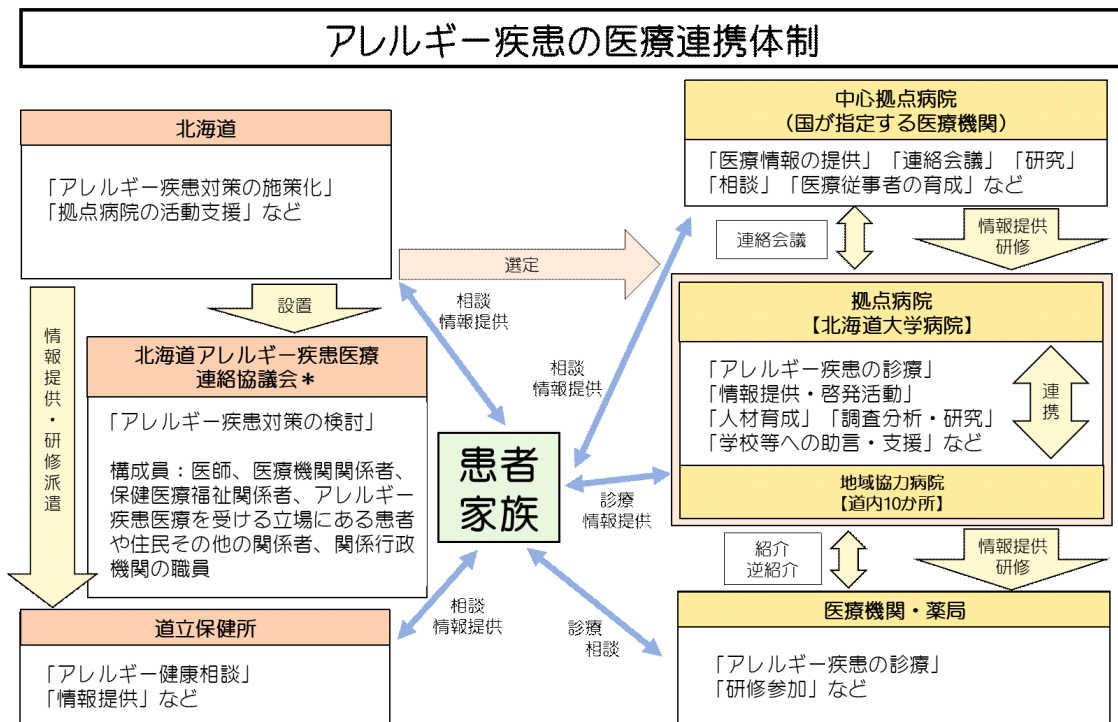 アレルギー疾患の医療連携体制
北海道
「アレルギー疾患対策の施策化」
「拠点病院の活動支援」など
中心拠点病院
（国が指定する医療機関）
「医療情報の提供」「連絡会議」「研究」
「相談」「医療従事者の育成」など
連絡会議
情報提供
研修
選定
設置
相談
情報提供
相談
情報提供
情報提供・研修派遣
北海道アレルギー疾患医療
連絡協議会＊
「アレルギー疾患対策の検討」
構成員：医師、医療機関関係者、
保健医療福祉関係者、アレルギー
疾患医療を受ける立場にある患者
や住民その他の関係者、関係行政
機関の職員
拠点病院
【北海道大学病院】
「アレルギー疾患の診療」
「情報提供・啓発活動」
「人材育成」「調査分析・研究」
「学校等への助言・支援」など
連携
地域協力病院
【道内10か所】
患者
家族
診療
情報提供
紹介
逆紹介
情報提供
研修
相談
情報提供
診療
相談
道立保健所
「アレルギー健康相談」
「情報提供」など
医療機関・薬局
「アレルギー疾患の診療」
「研修参加」など